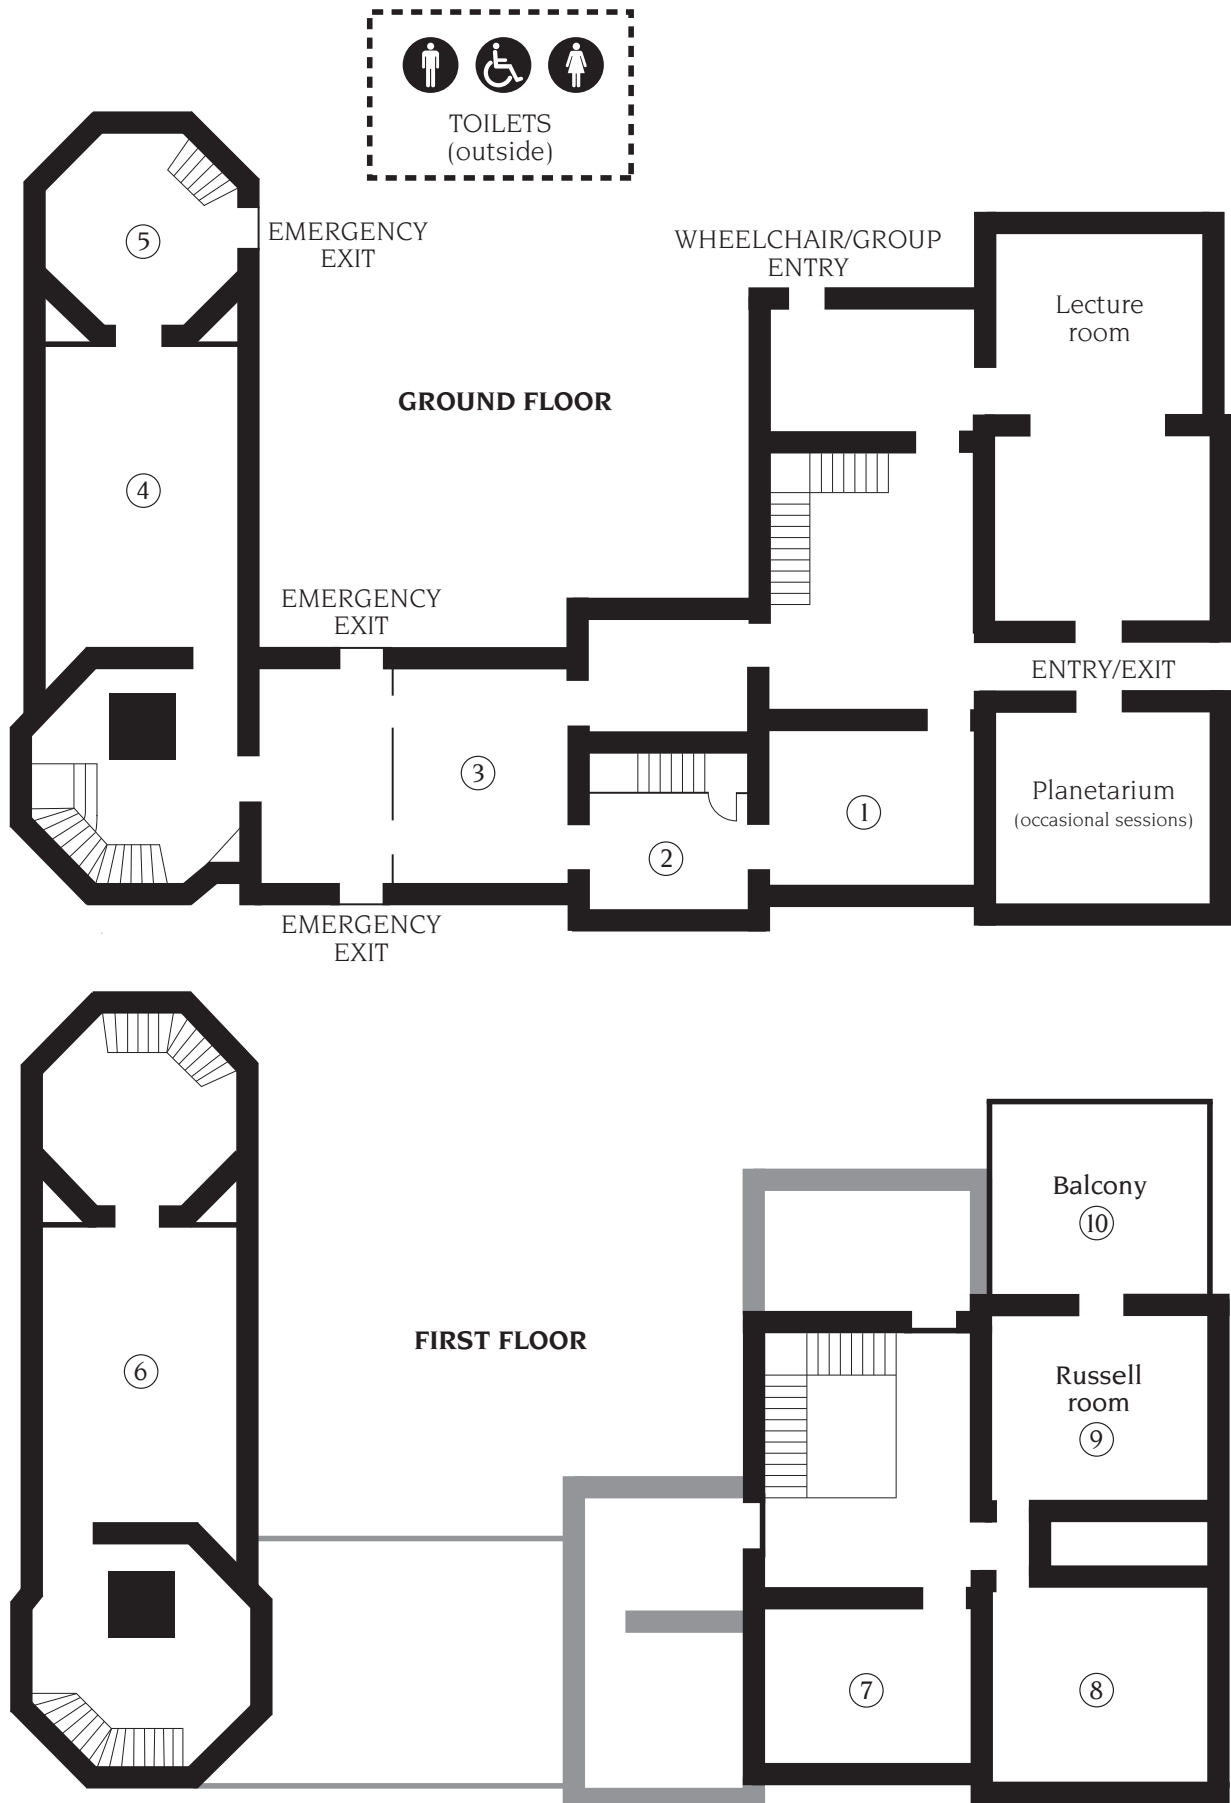 TOILETS
(outside)
5
EMERGENCY
EXIT
WHEELCHAIR/GROUP
ENTRY
Lecture
room
GROUND FLOOR
4
EMERGENCY
EXIT
ENTRY/EXIT
3
Planetarium
(occasional sessions)
1
2
EMERGENCY
EXIT
Balcony
10
FIRST FLOOR
6
Russell
room
9
7
8